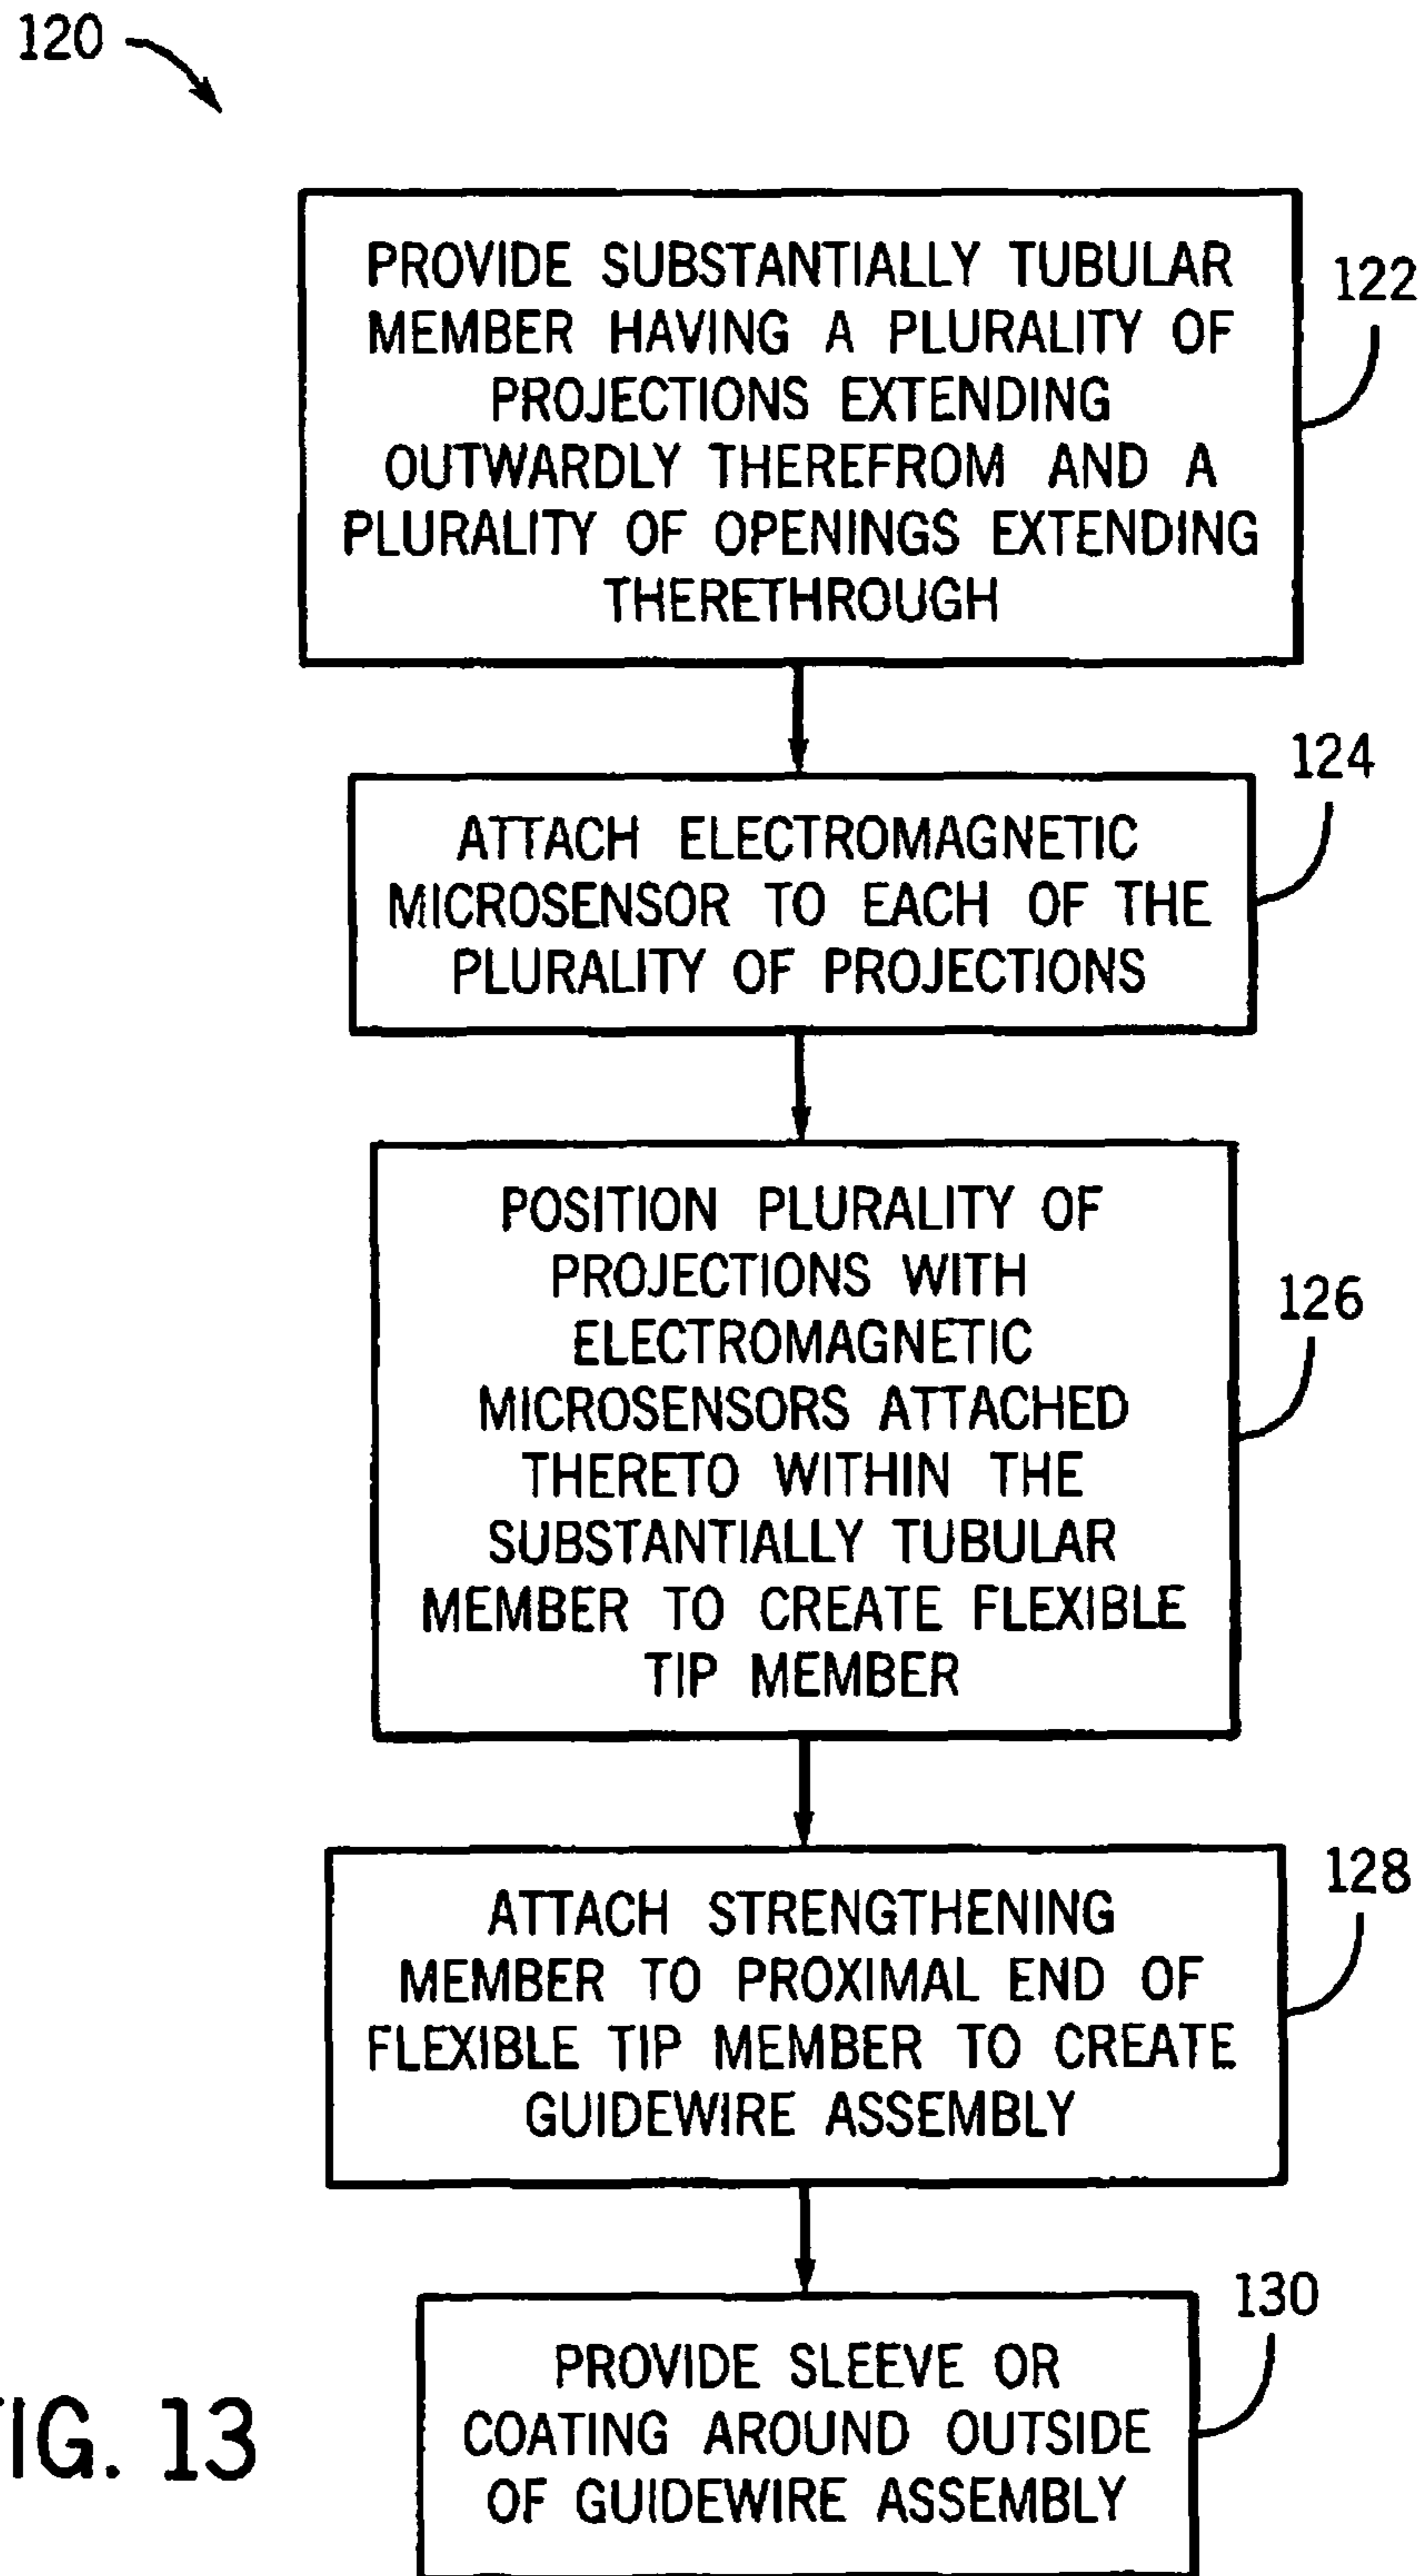 120
PROVIDE SUBSTANTIALLY TUBULAR
MEMBER HAVING A PLURALITY OF
PROJECTIONS EXTENDING
OUTWARDLY THEREFROM AND A
PLURALITY OF OPENINGS EXTENDING
THERETHROUGH
122
ATTACH ELECTROMAGNETIC
MICROSENSOR TO EACH OF THE
PLURALITY OF PROJECTIONS
124
POSITION PLURALITY OF
PROJECTIONS WITH
ELECTROMAGNETIC
MICROSENSORS ATTACHED
THERETO WITHIN THE
SUBSTANTIALLY TUBULAR
MEMBER TO CREATE FLEXIBLE
TIP MEMBER
126
ATTACH STRENGTHENING
MEMBER TO PROXIMAL END OF
FLEXIBLE TIP MEMBER TO CREATE
GUIDEWIRE ASSEMBLY
128
PROVIDE SLEEVE OR
COATING AROUND OUTSIDE
OF GUIDEWIRE ASSEMBLY
130
IG. 13